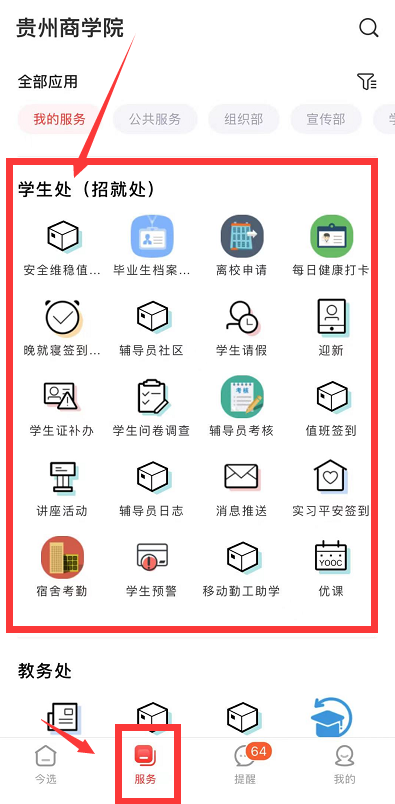 贵州商学院
全部应用
我的服务 公共服务 组织部 宣传部
学生处（招就处）
安全维稳值... 毕业生档案... 离校申请 每日健康打卡
晚就寝签到... 辅导员社区 学生请假 迎新
考核
学生证补办 学生问卷调查 辅导员考核 值班签到
讲座活动 辅导员日志 消息推送 实习平安签到
YOOC
宿舍考勤 学生预警 移动勤工助学 优课
教务处
64
今选 服务 提醒 我的